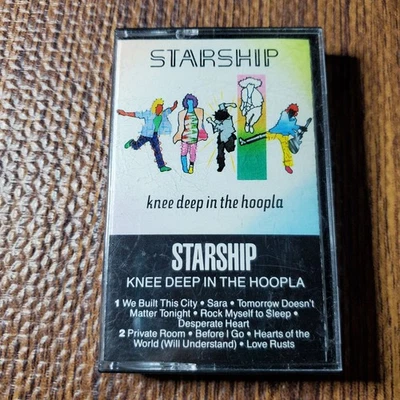 STARSHIP
knee deep in the hoopla
STARSHIP
KNEE DEEP IN THE HOOPLA
1 We Built This City • Sara • Tomorrow Doesn't
Matter Tonight • Rock Myself to Sleep •
Desperate Heart
2 Private Room • Before I Go • Hearts of the
World (Will Understand) • Love Rusts